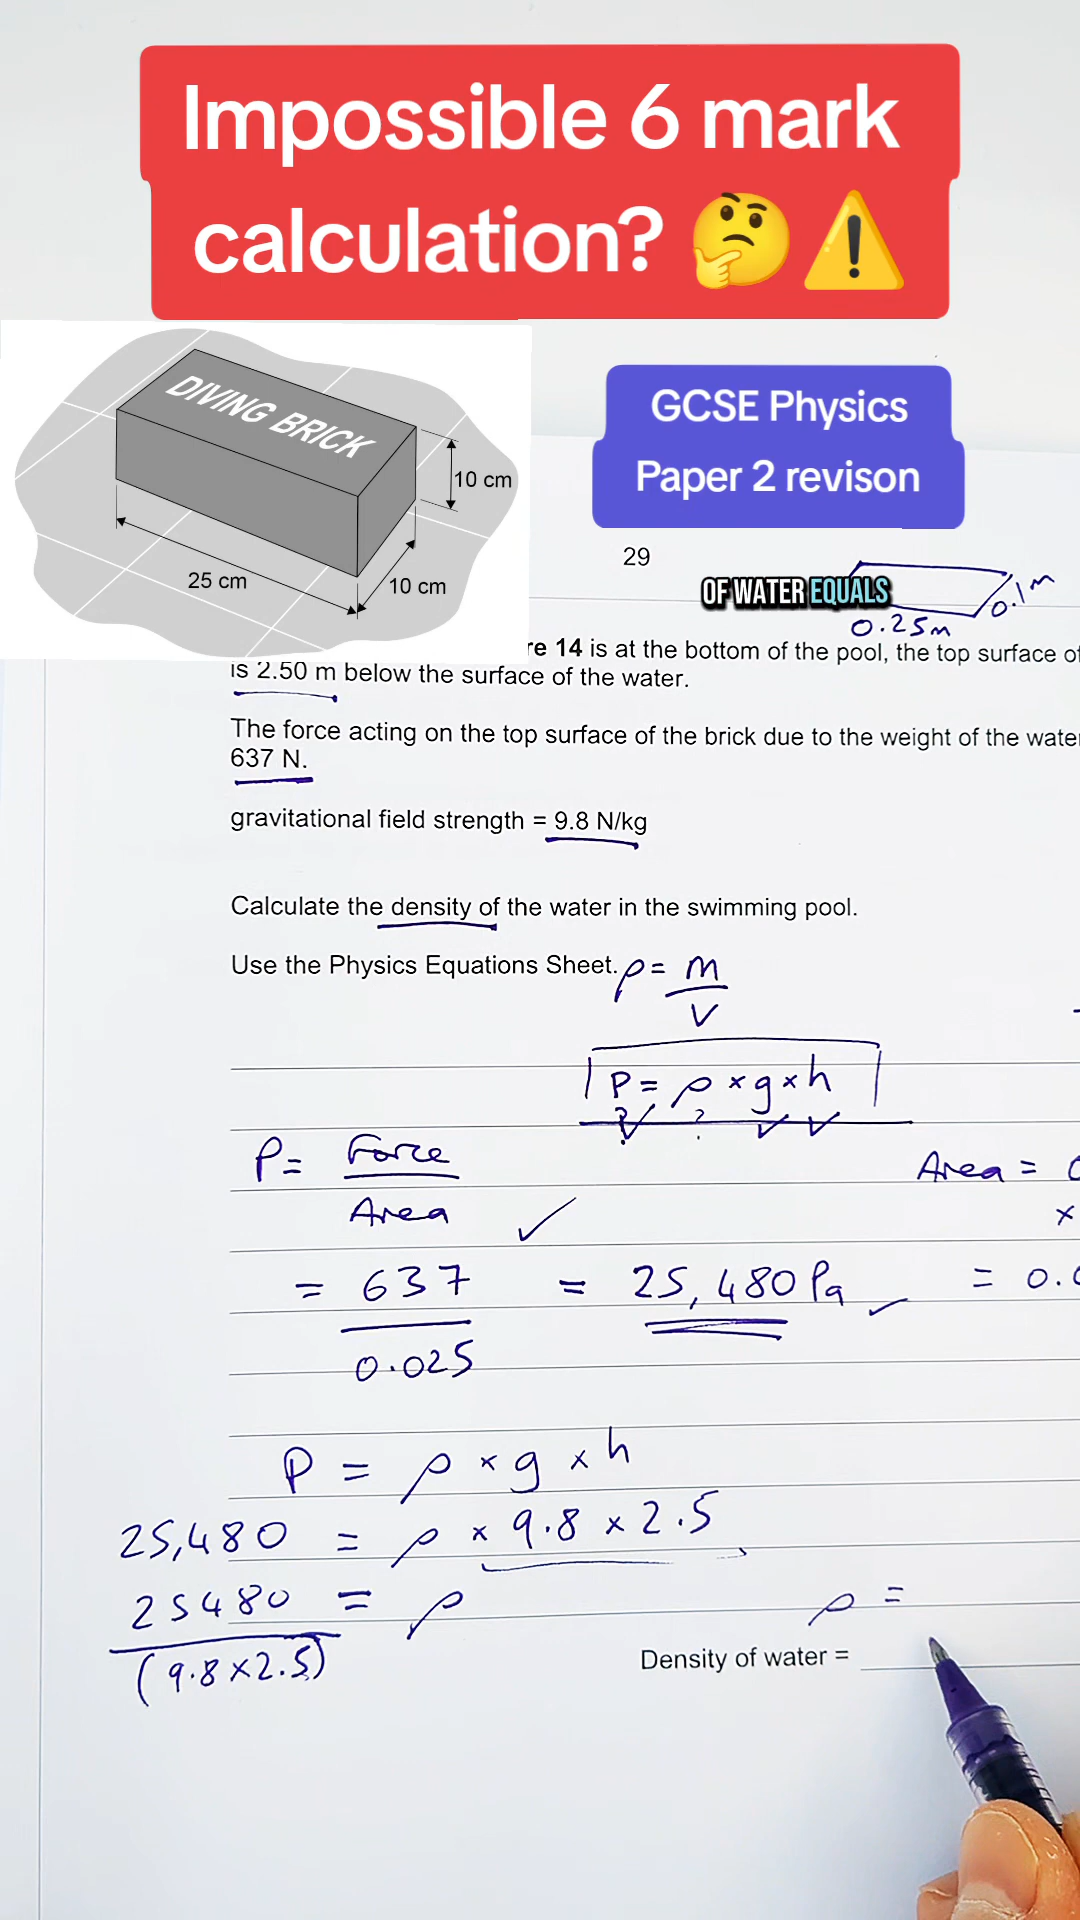 Impossible 6 mark
calculation? 🤔⚠️
DIVING BRICK
10 cm
25 cm
10 cm
GCSE Physics
Paper 2 revison
29
OF WATER EQUALS
0.1m
0.25m
re 14 is at the bottom of the pool, the top surface of
is 2.50 m below the surface of the water.
The force acting on the top surface of the brick due to the weight of the water
637 N.
gravitational field strength = 9.8 N/kg
Calculate the density of the water in the swimming pool.
Use the Physics Equations Sheet.
ρ = m
v
P = ρ × g × h
? ✓ ? ✓ ✓
P = Force
Area ✓
Area =
×
= 637 = 25,480 Pa ✓
0.025
= 0.0
P = ρ × g × h
25,480 = ρ × 9.8 × 2.5
25480 = ρ
(9.8×2.5)
ρ =
Density of water =